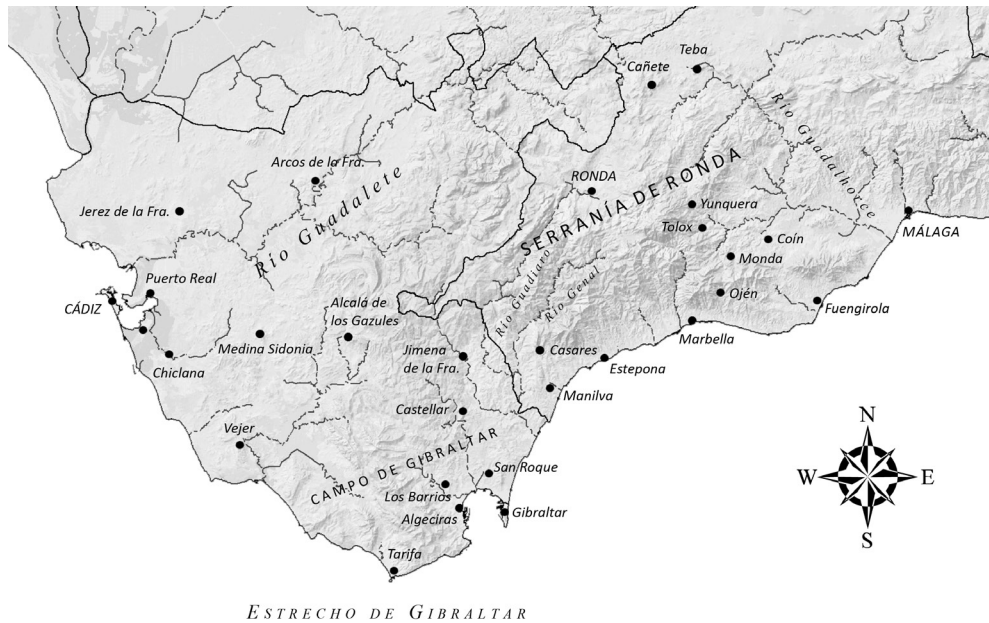 Teba
Cañete
Río Guadalhorce
Arcos de la Fra.
RONDA
Jerez de la Fra.
Río Guadalete
SERRANÍA DE RONDA
Yunquera
MÁLAGA
Tolox
Coín
Monda
Puerto Real
Río Guadiaro
Río Genal
Ojén
CÁDIZ
Alcalá de
los Gazules
Fuengirola
Medina Sidonia
Marbella
Jimena
de la Fra.
Casares
Chiclana
Estepona
Manilva
Castellar
Vejer
N
CAMPO DE GIBRALTAR
San Roque
W
E
Los Barrios
Algeciras
Gibraltar
S
Tarifa
ESTRECHO DE GIBRALTAR